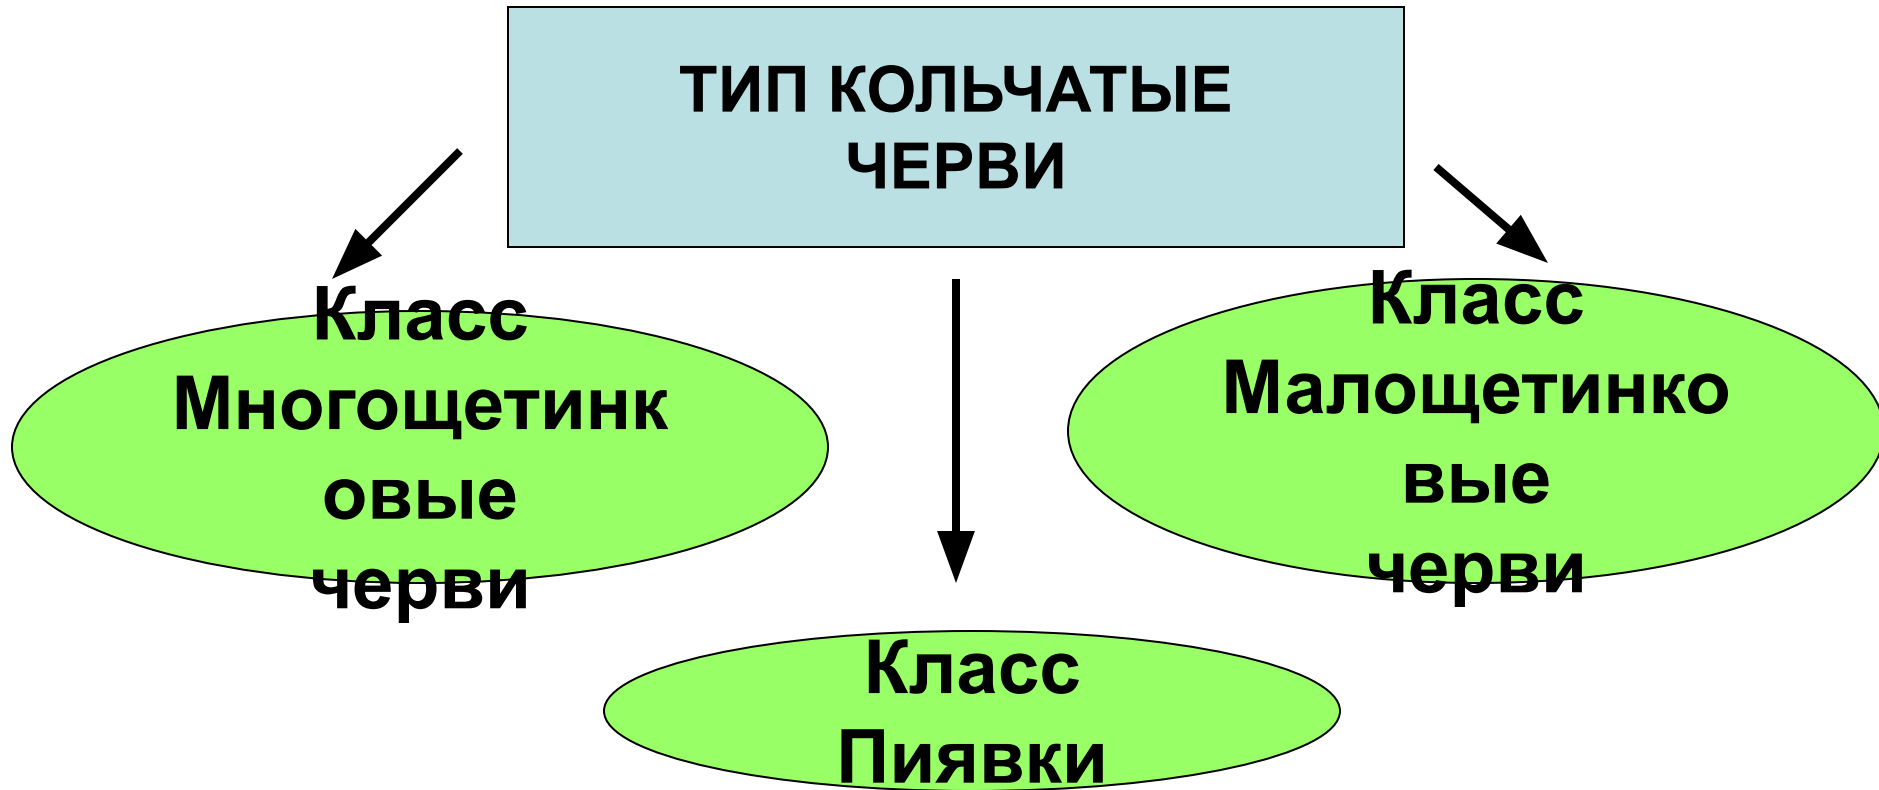 ТИП КОЛЬЧАТЫЕ
ЧЕРВИ
Класс
Многощетинк
овые
черви
Класс
Малощетинко
вые
черви
Класс
Пиявки